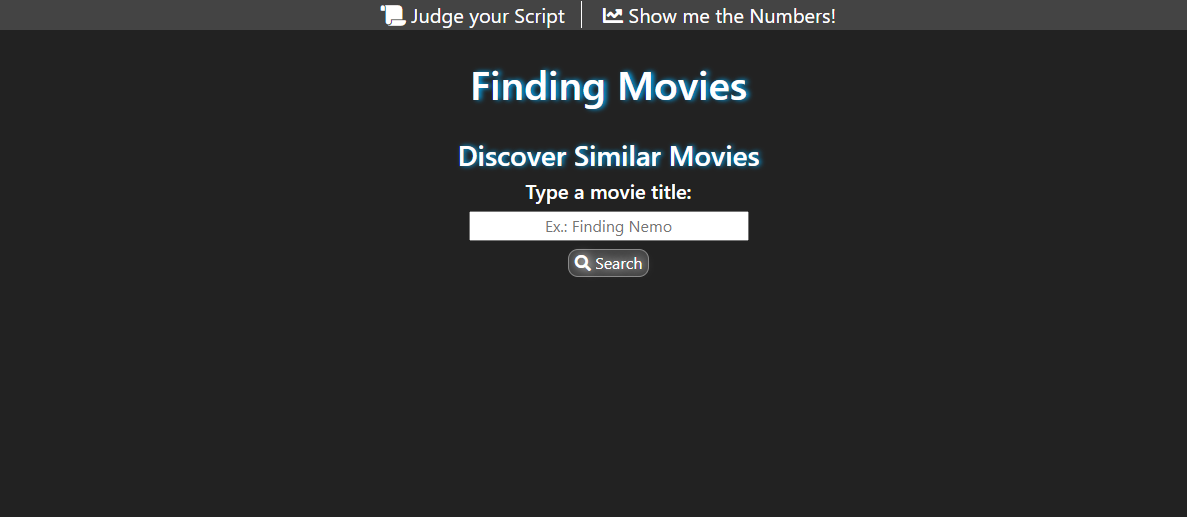 Judge your Script
Show me the Numbers!
Finding Movies
Discover Similar Movies
Type a movie title:
Ex.: Finding Nemo
Search